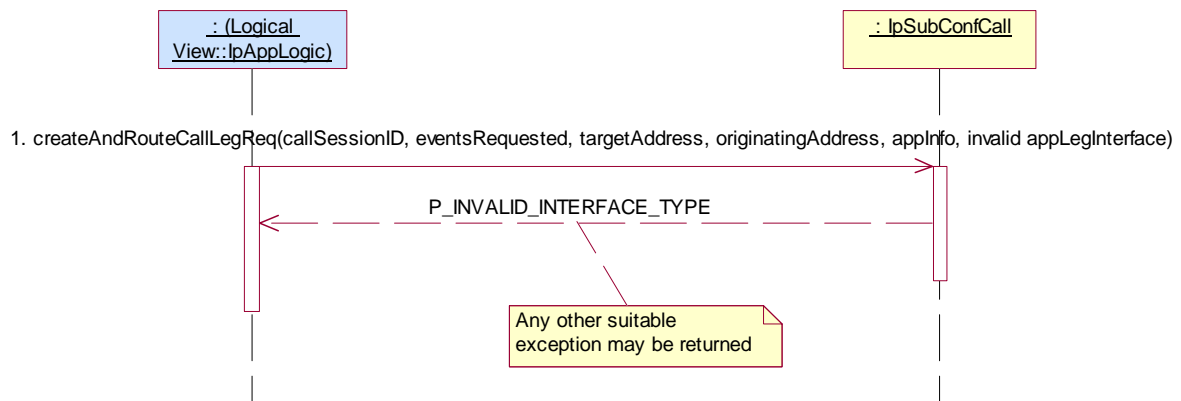 : (Logical
View::IpAppLogic)
: IpSubConfCall
1. createAndRouteCallLegReq(callSessionID, eventsRequested, targetAddress, originatingAddress, appInfo, invalid appLegInterface)
P_INVALID_INTERFACE_TYPE
Any other suitable
exception may be returned